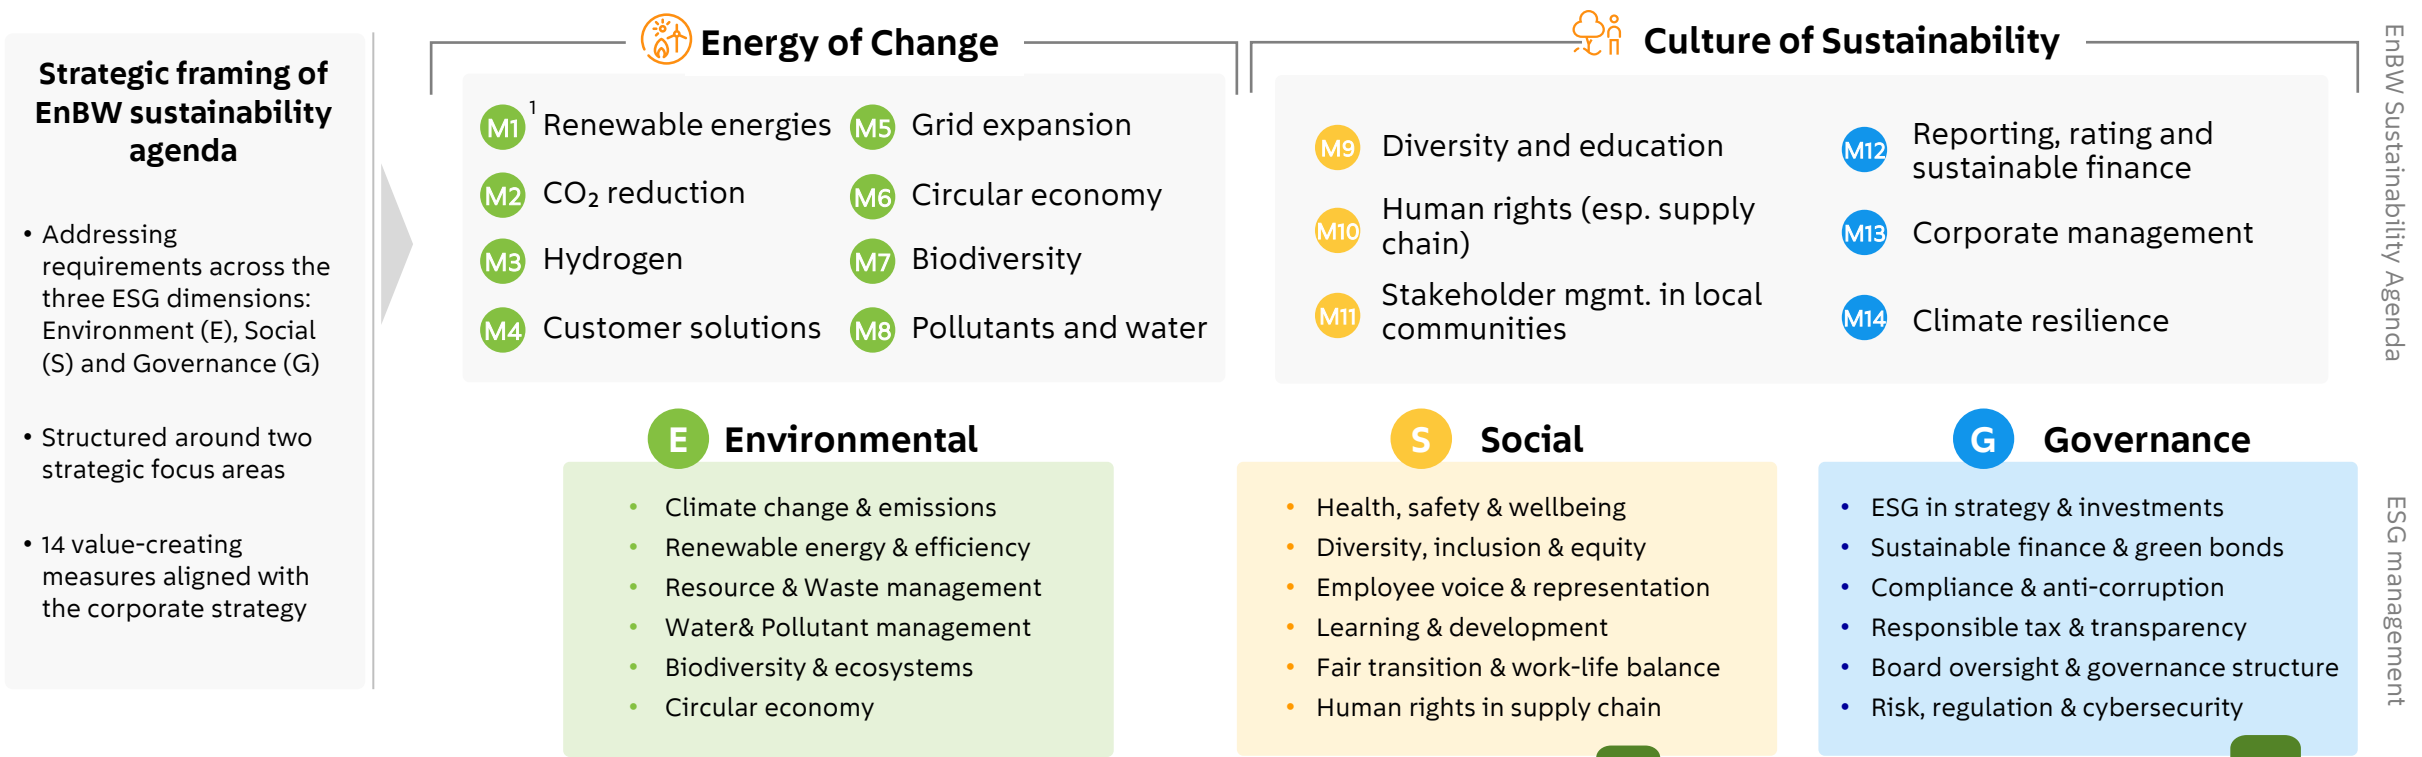 Strategic framing of
EnBW sustainability
agenda
• Addressing
requirements across the
three ESG dimensions:
Environment (E), Social
(S) and Governance (G)
• Structured around two
strategic focus areas
• 14 value-creating
measures aligned with
the corporate strategy
Energy of Change
M1 1 Renewable energies
M2 CO₂ reduction
M3 Hydrogen
M4 Customer solutions
M5 Grid expansion
M6 Circular economy
M7 Biodiversity
M8 Pollutants and water
Culture of Sustainability
M9 Diversity and education
M10 Human rights (esp. supply
chain)
M11 Stakeholder mgmt. in local
communities
M12 Reporting, rating and
sustainable finance
M13 Corporate management
M14 Climate resilience
EnBW Sustainability Agenda
E Environmental
• Climate change & emissions
• Renewable energy & efficiency
• Resource & Waste management
• Water& Pollutant management
• Biodiversity & ecosystems
• Circular economy
S Social
• Health, safety & wellbeing
• Diversity, inclusion & equity
• Employee voice & representation
• Learning & development
• Fair transition & work-life balance
• Human rights in supply chain
G Governance
• ESG in strategy & investments
• Sustainable finance & green bonds
• Compliance & anti-corruption
• Responsible tax & transparency
• Board oversight & governance structure
• Risk, regulation & cybersecurity
ESG management